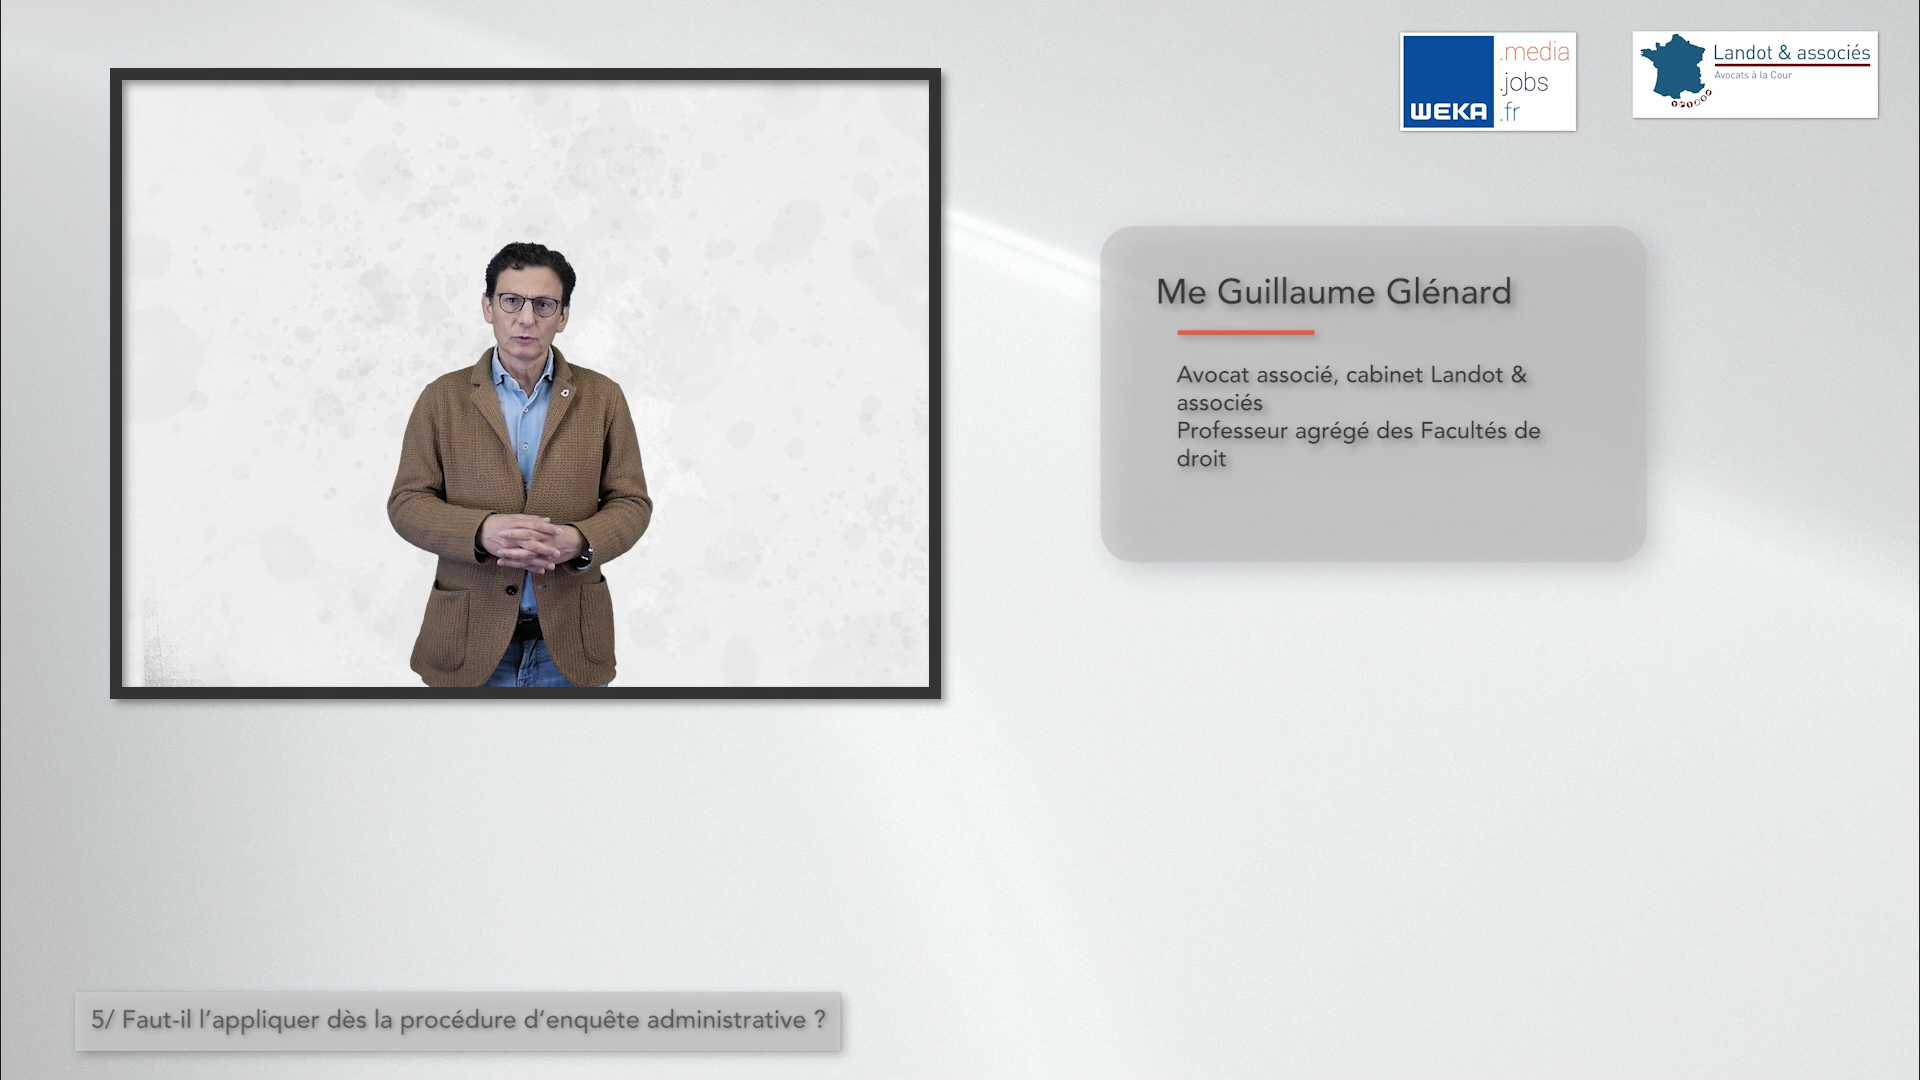 WEKA
.media
.jobs
.fr
Landot & associés
Avocats à la Cour
Me Guillaume Glénard
Avocat associé, cabinet Landot &
associés
Professeur agrégé des Facultés de
droit
5/ Faut-il l’appliquer dès la procédure d’enquête administrative ?